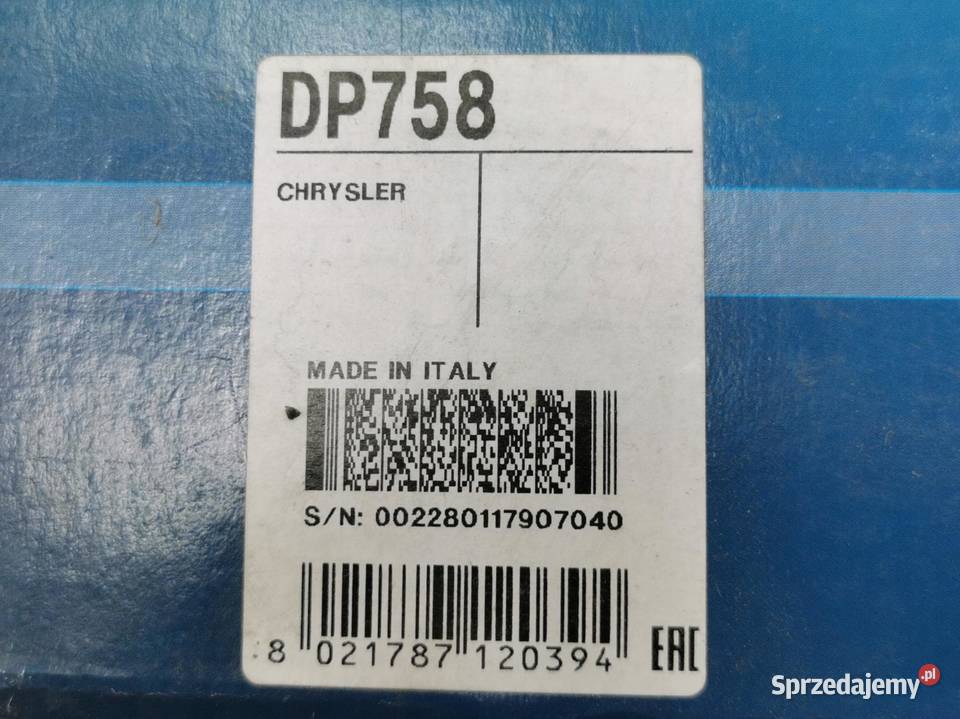 DP758
CHRYSLER
MADE IN ITALY
S/N: 002280117907040
8 021787 120394
EAC
Sprzedajemy.pl